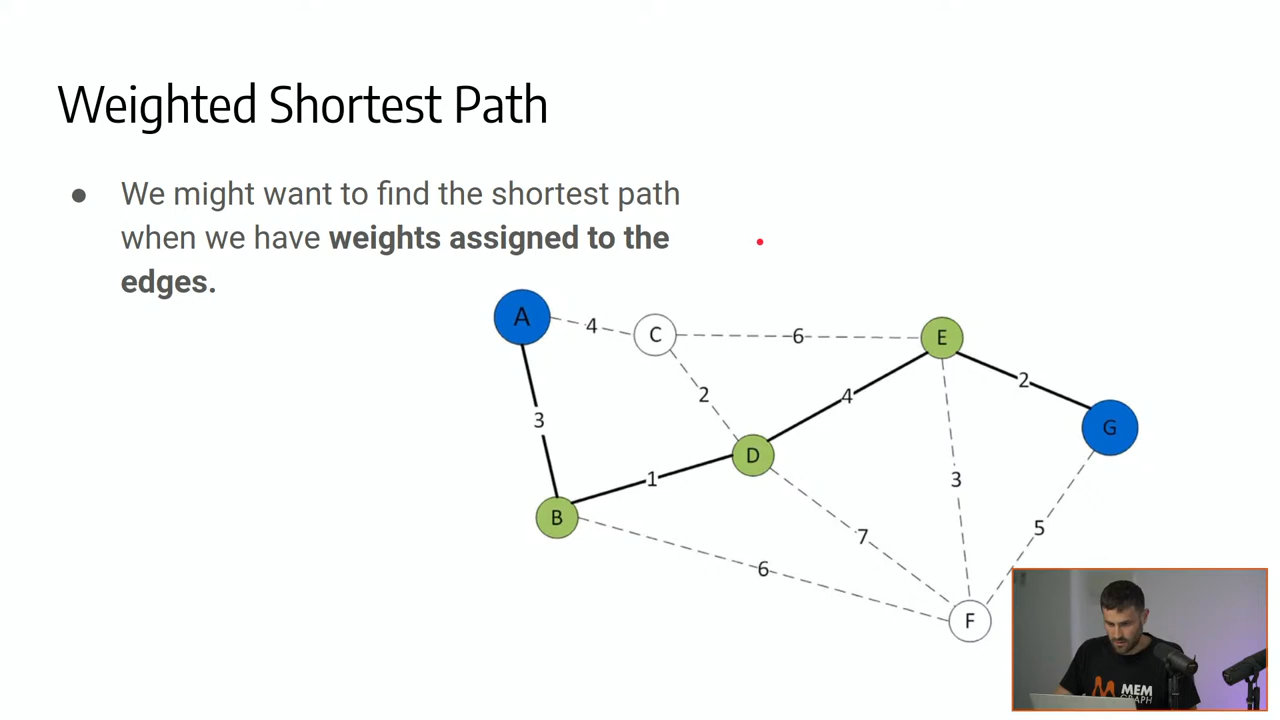 Weighted Shortest Path
● We might want to find the shortest path
when we have weights assigned to the
edges.
A
4
C
6
E
2
G
3
2
4
D
1
B
3
7
5
6
F
MEM
GRAPH